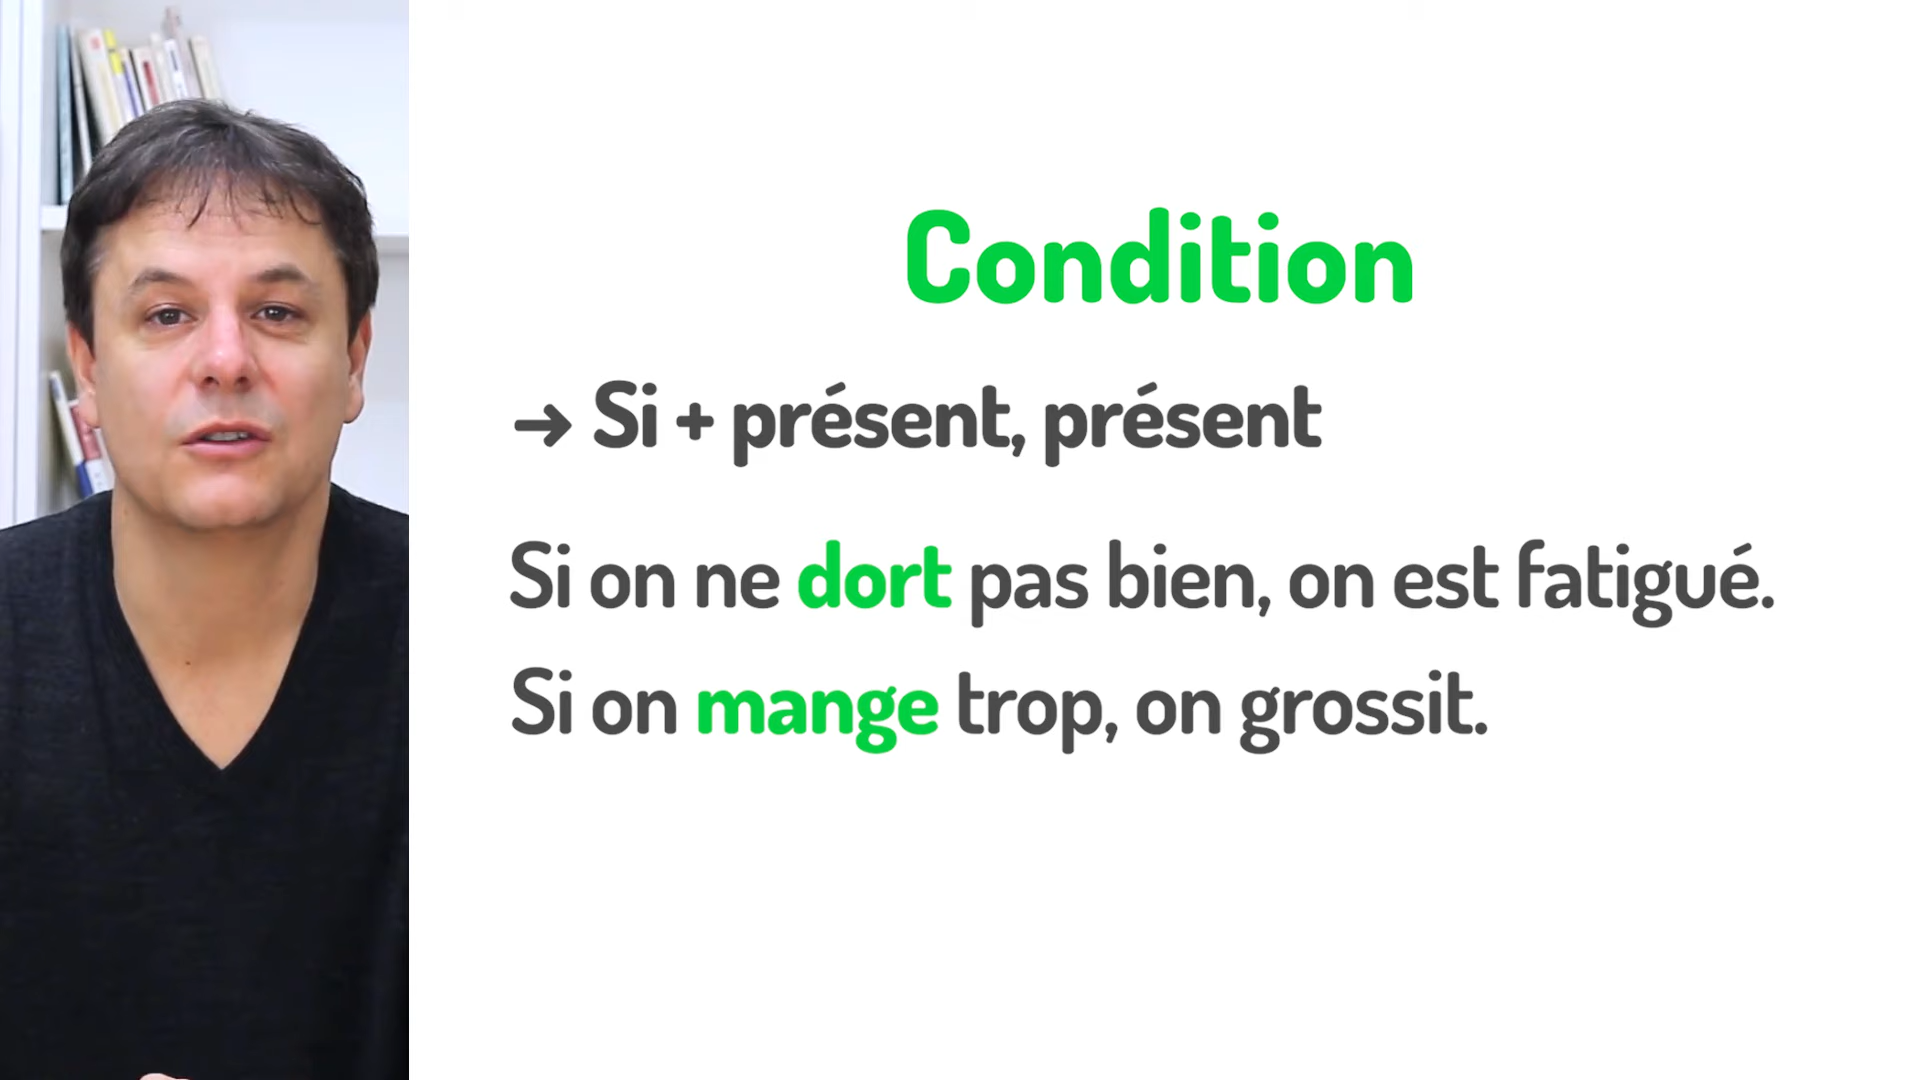 Condition
→ Si + présent, présent
Si on ne dort pas bien, on est fatigué.
Si on mange trop, on grossit.